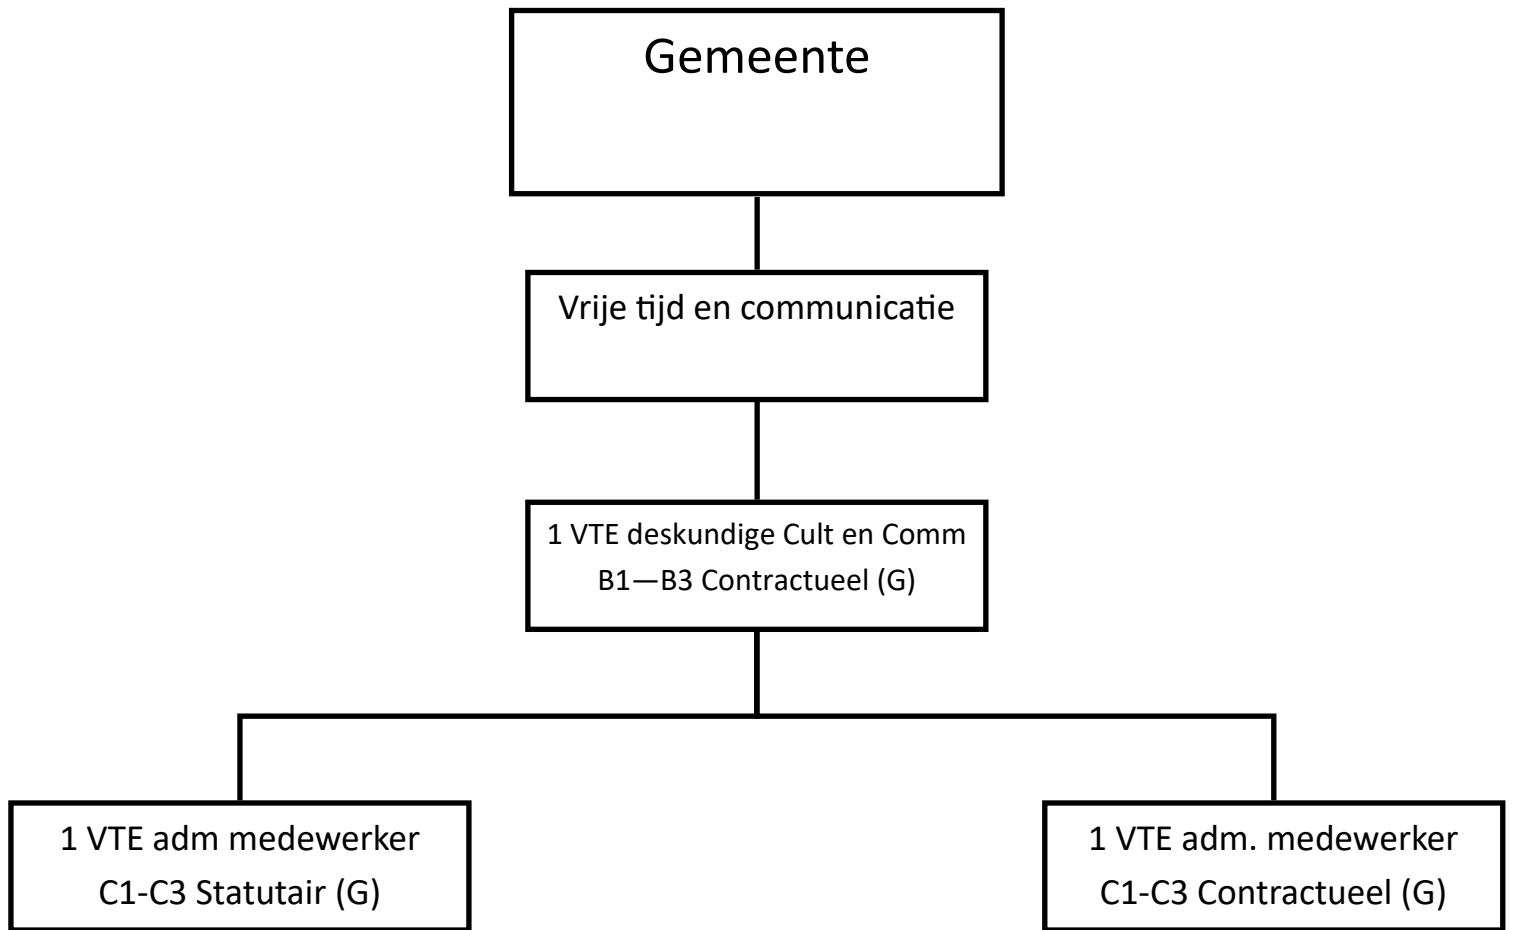 Gemeente
Vrije tijd en communicatie
1 VTE deskundige Cult en Comm
B1—B3 Contractueel (G)
1 VTE adm medewerker
C1-C3 Statutair (G)
1 VTE adm. medewerker
C1-C3 Contractueel (G)